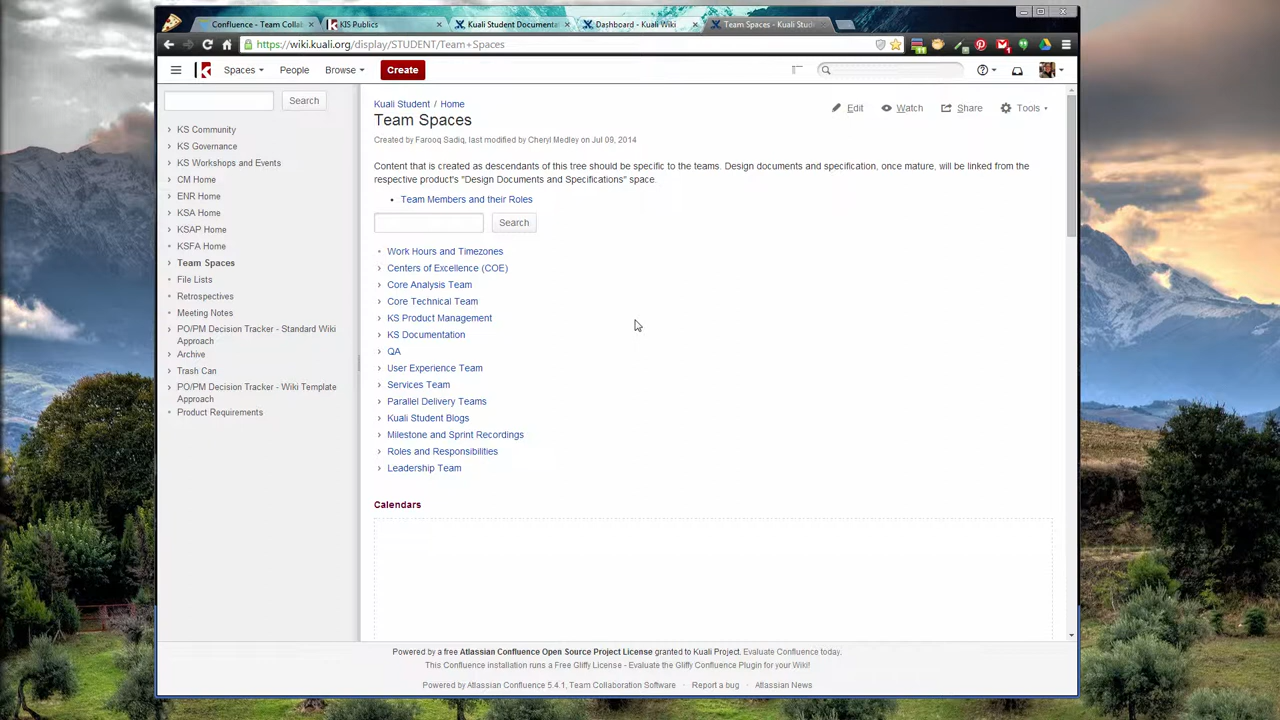 Confluence - Team Collab
KIS Publics
Kuali Student Documenta
Dashboard - Kuali Wiki
Team Spaces - Kuali Stud
https://wiki.kuali.org/display/STUDENT/Team+Spaces
Spaces
People
Browse
Create
Search
KS Community
KS Governance
KS Workshops and Events
CM Home
ENR Home
KSA Home
KSAP Home
KSFA Home
Team Spaces
File Lists
Retrospectives
Meeting Notes
PO/PM Decision Tracker - Standard Wiki
Approach
Archive
Trash Can
PO/PM Decision Tracker - Wiki Template
Approach
Product Requirements
Kuali Student / Home
Edit
Watch
Share
Tools
Team Spaces
Created by Farooq Sadiq, last modified by Cheryl Medley on Jul 09, 2014
Content that is created as descendants of this tree should be specific to the teams. Design documents and specification, once mature, will be linked from the
respective product's "Design Documents and Specifications" space.
• Team Members and their Roles
Search
Work Hours and Timezones
Centers of Excellence (COE)
Core Analysis Team
Core Technical Team
KS Product Management
KS Documentation
QA
User Experience Team
Services Team
Parallel Delivery Teams
Kuali Student Blogs
Milestone and Sprint Recordings
Roles and Responsibilities
Leadership Team
Calendars
Powered by a free Atlassian Confluence Open Source Project License granted to Kuali Project. Evaluate Confluence today.
This Confluence installation runs a Free Gliffy License - Evaluate the Gliffy Confluence Plugin for your Wiki!
Powered by Atlassian Confluence 5.4.1, Team Collaboration Software · Report a bug · Atlassian News